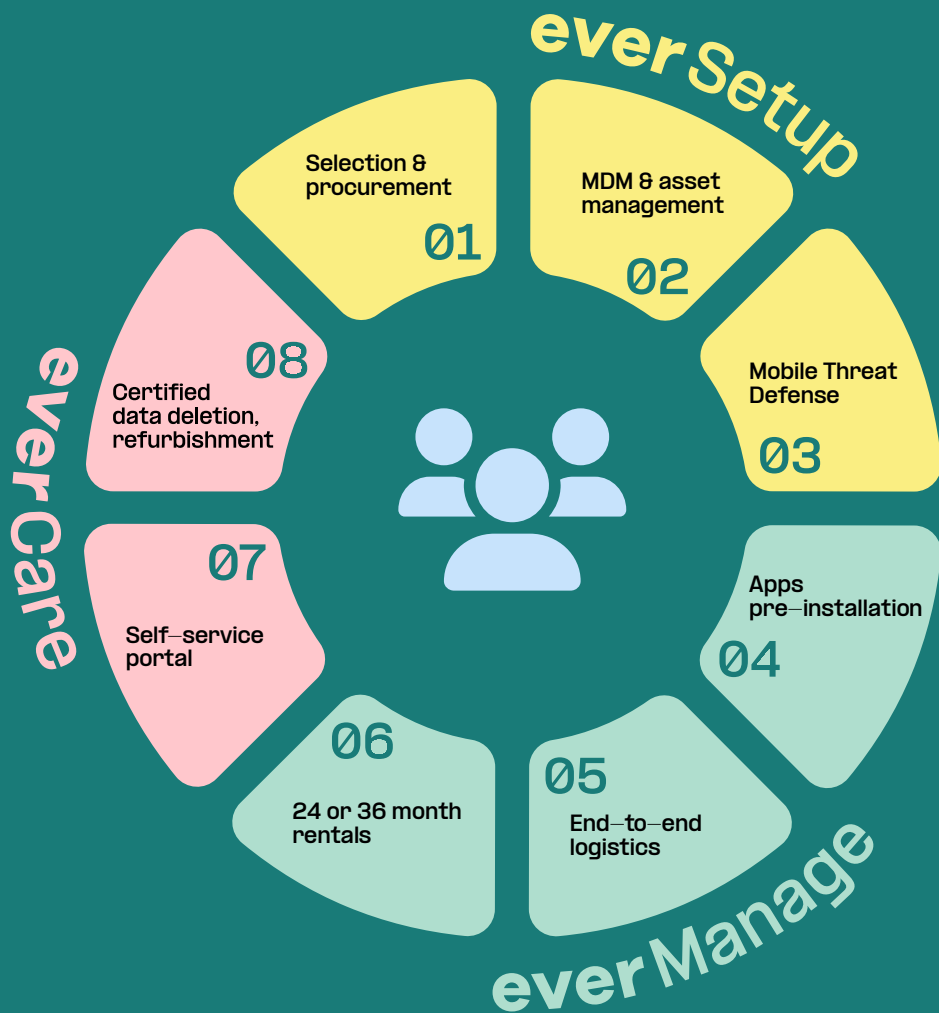 everSetup
Selection &
procurement
01
MDM & asset
management
02
Mobile Threat
Defense
03
Apps
pre-installation
04
05
End-to-end
logistics
everManage
06
24 or 36 month
rentals
07
Self-service
portal
everCare
08
Certified
data deletion,
refurbishment